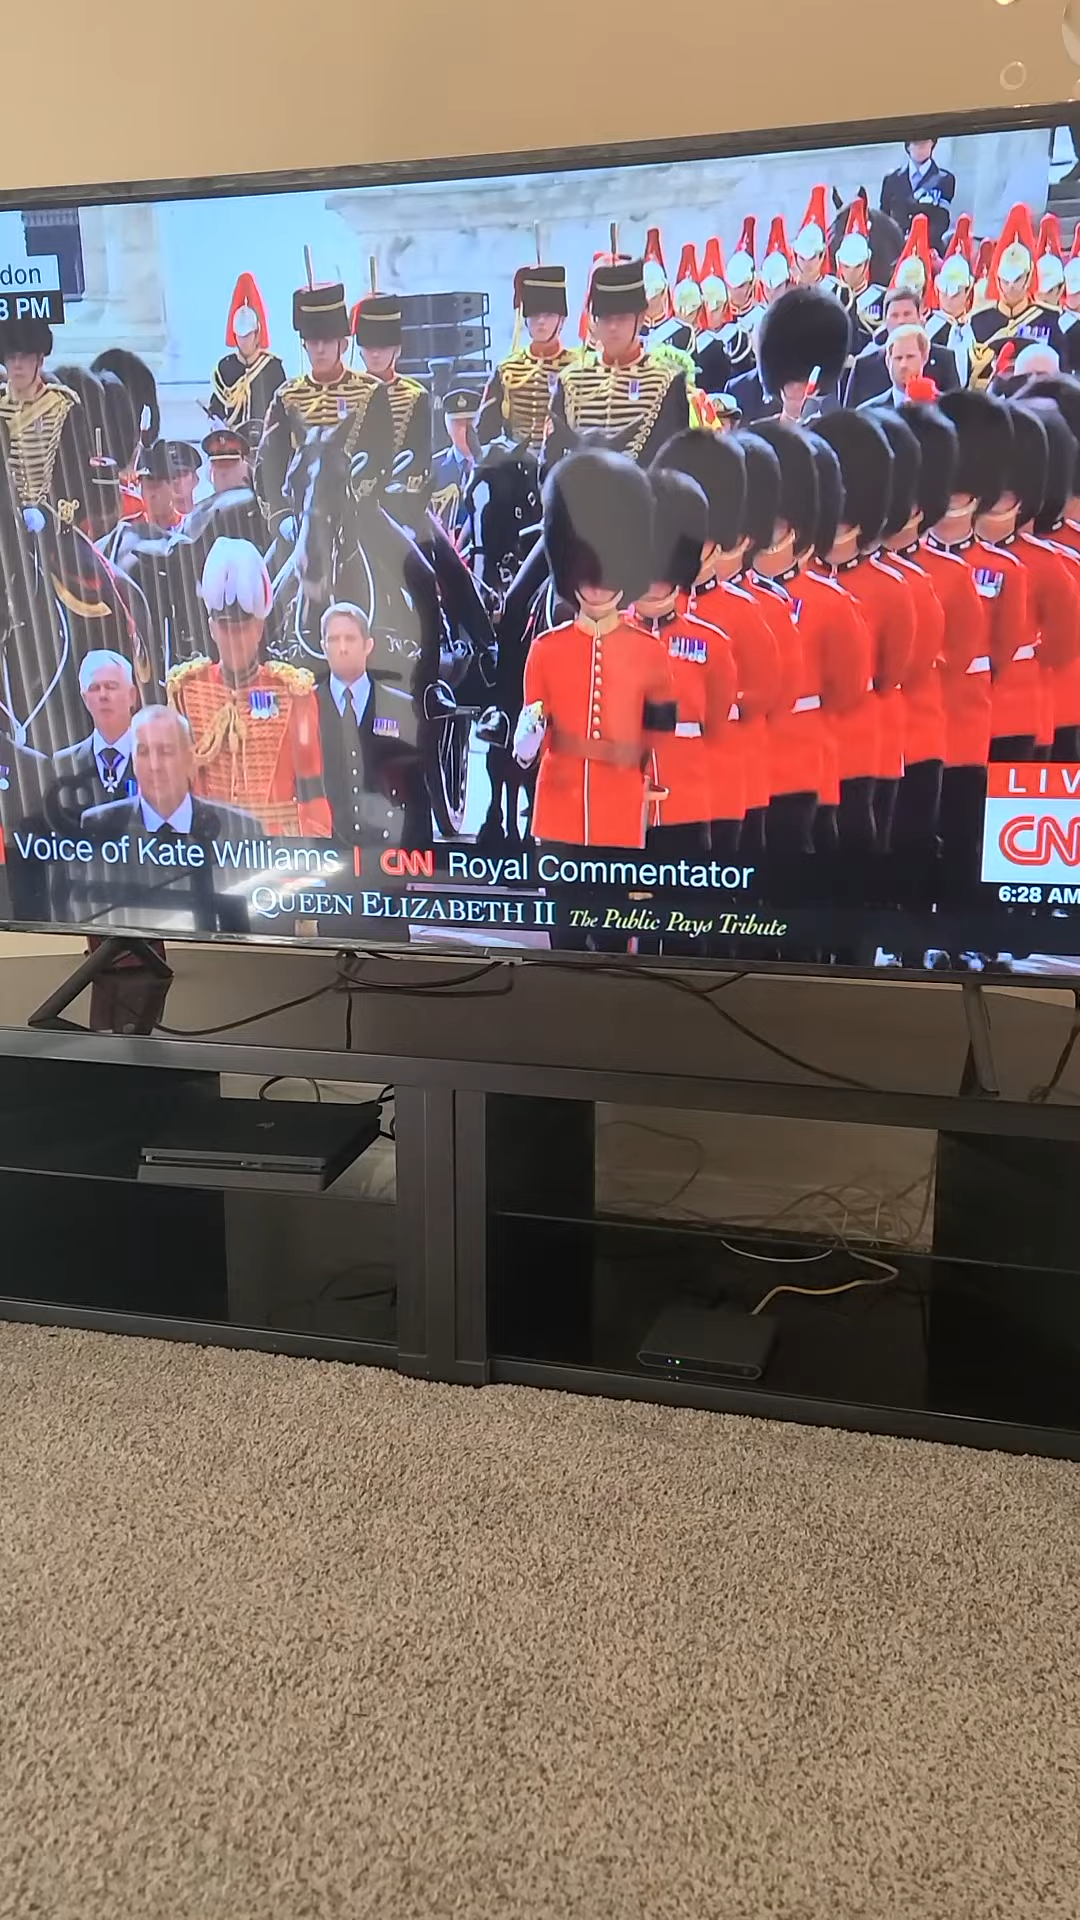 don
8 PM
Voice of Kate Williams | CNN Royal Commentator
QUEEN ELIZABETH II The Public Pays Tribute
LIV
CN
6:28 AM